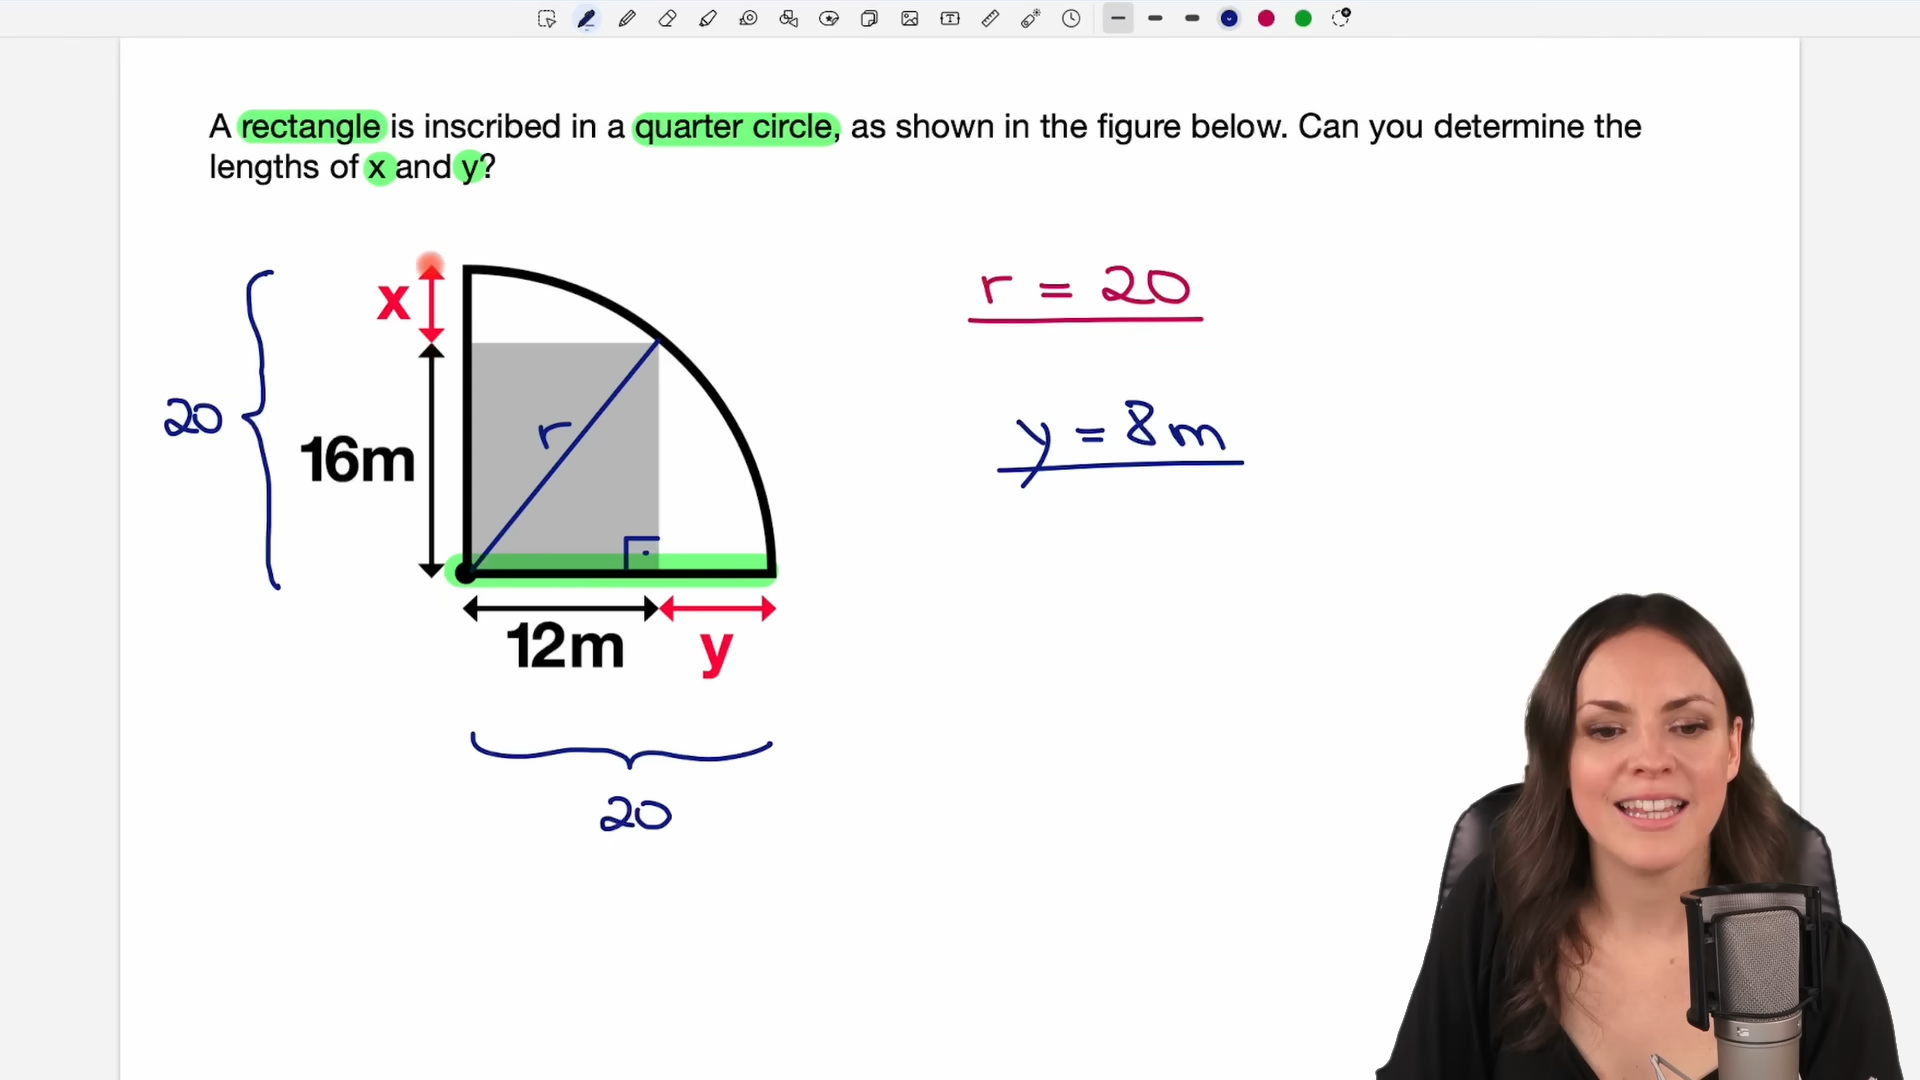 A rectangle is inscribed in a quarter circle, as shown in the figure below. Can you determine the
lengths of x and y?
x
r = 20
20
16m
r
y = 8m
12m
y
20